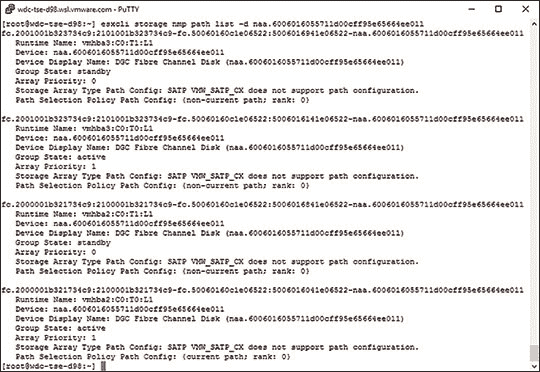 wdc-tse-d98.wsl.vmware.com - PuTTY
[root@wdc-tse-d98:~] esxcli storage nmp path list -d naa.6006016055711d00cff95e65664ee011
fc.2001001b323734c9:2101001b323734c9-fc.50060160c1e06522:5006016941e06522-naa.6006016055711d00cff95e65664ee011
Runtime Name: vmhba3:C0:T1:L1
Device: naa.6006016055711d00cff95e65664ee011
Device Display Name: DGC Fibre Channel Disk (naa.6006016055711d00cff95e65664ee011)
Group State: standby
Array Priority: 0
Storage Array Type Path Config: SATP VMW_SATP_CX does not support path configuration.
Path Selection Policy Path Config: {non-current path; rank: 0}
fc.2001001b323734c9:2101001b323734c9-fc.50060160c1e06522:5006016141e06522-naa.6006016055711d00cff95e65664ee011
Runtime Name: vmhba3:C0:T0:L1
Device: naa.6006016055711d00cff95e65664ee011
Device Display Name: DGC Fibre Channel Disk (naa.6006016055711d00cff95e65664ee011)
Group State: active
Array Priority: 1
Storage Array Type Path Config: SATP VMW_SATP_CX does not support path configuration.
Path Selection Policy Path Config: {non-current path; rank: 0}
fc.2000001b321734c9:2100001b321734c9-fc.50060160c1e06522:5006016841e06522-naa.6006016055711d00cff95e65664ee011
Runtime Name: vmhba2:C0:T1:L1
Device: naa.6006016055711d00cff95e65664ee011
Device Display Name: DGC Fibre Channel Disk (naa.6006016055711d00cff95e65664ee011)
Group State: standby
Array Priority: 0
Storage Array Type Path Config: SATP VMW_SATP_CX does not support path configuration.
Path Selection Policy Path Config: {non-current path; rank: 0}
fc.2000001b321734c9:2100001b321734c9-fc.50060160c1e06522:5006016041e06522-naa.6006016055711d00cff95e65664ee011
Runtime Name: vmhba2:C0:T0:L1
Device: naa.6006016055711d00cff95e65664ee011
Device Display Name: DGC Fibre Channel Disk (naa.6006016055711d00cff95e65664ee011)
Group State: active
Array Priority: 1
Storage Array Type Path Config: SATP VMW_SATP_CX does not support path configuration.
Path Selection Policy Path Config: {current path; rank: 0}
[root@wdc-tse-d98:~]